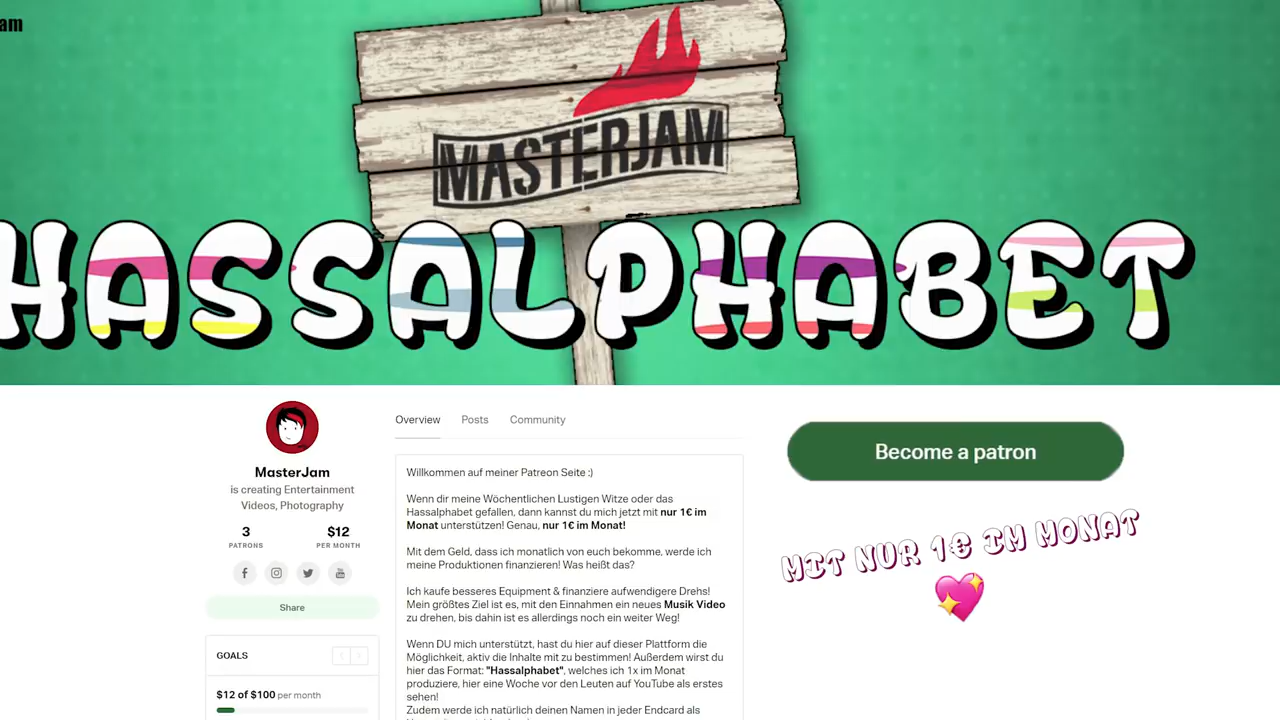 am
MASTERJAM
HASSALPHABET
MasterJam
is creating Entertainment
Videos, Photography
3
PATRONS
$12
PER MONTH
Share
GOALS
$12 of $100 per month
Overview Posts Community
Willkommen auf meiner Patreon Seite :)
Wenn dir meine Wöchentlichen Lustigen Witze oder das
Hassalphabet gefallen, dann kannst du mich jetzt mit nur 1€ im
Monat unterstützen! Genau, nur 1€ im Monat!
Mit dem Geld, dass ich monatlich von euch bekomme, werde ich
meine Produktionen finanzieren! Was heißt das?
Ich kaufe besseres Equipment & finanziere aufwendigere Drehs!
Mein größtes Ziel ist es, mit den Einnahmen ein neues Musik Video
zu drehen, bis dahin ist es allerdings noch ein weiter Weg!
Wenn DU mich unterstützt, hast du hier auf dieser Plattform die
Möglichkeit, aktiv die Inhalte mit zu bestimmen! Außerdem wirst du
hier das Format: "Hassalphabet", welches ich 1x im Monat
produziere, hier eine Woche vor den Leuten auf YouTube als erstes
sehen!
Zudem werde ich natürlich deinen Namen in jeder Endcard als
Become a patron
MIT NUR 1€ IM MONAT